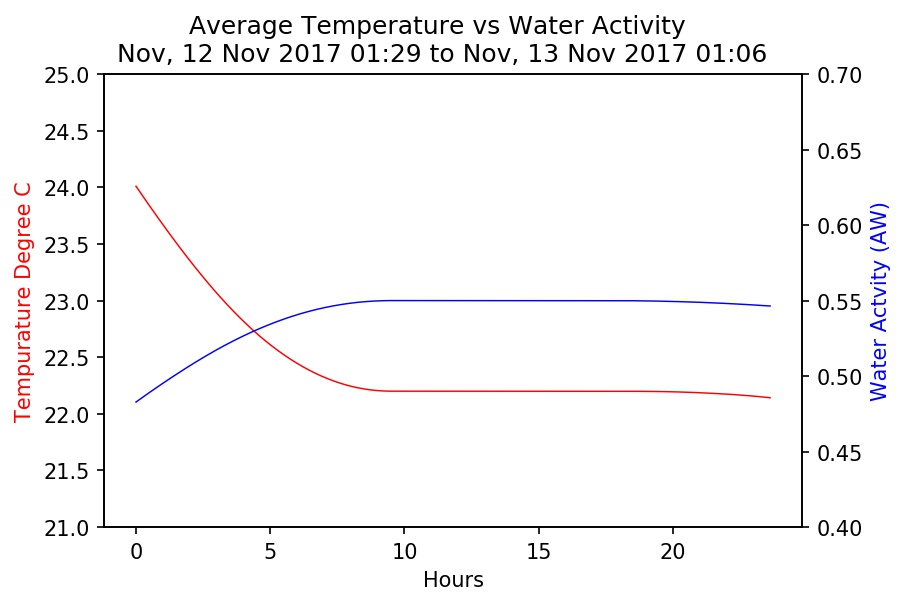 Average Temperature vs Water Activity
Nov, 12 Nov 2017 01:29 to Nov, 13 Nov 2017 01:06
25.0
24.5
24.0
23.5
23.0
22.5
22.0
21.5
21.0
Tempurature Degree C
0.70
0.65
0.60
0.55
0.50
0.45
0.40
Water Actvity (AW)
0 5 10 15 20
Hours